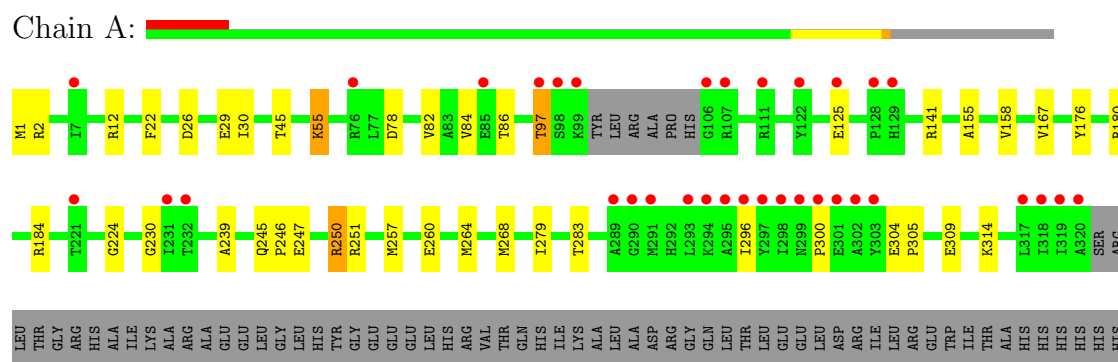 Chain A:
M1 R2 I7 R12 F22 D26 E29 I30 T45 K55 R76 L77 D78 V82 A83 V84 E85 T86 T97 S98 K99 TYR LEU ARG ALA PRO HIS G106 R107 R111 Y122 E125 P128 H129 R141 A155 V158 V167 Y176
R184 T221 G224 G230 I231 T232 A239 Q245 P246 E247 R250 R251 M257 E260 M264 M268 I279 T283 A289 G290 M291 H292 L293 K294 A295 T296 Y297 I298 N299 P300 E301 A302 Y303 E304 P305 E309 K314 L317 I318 I319 A320 SER ARG
LEU THR GLY ARG HIS ALA ILE LYS ALA ARG ALA GLU GLU LEU GLY LEU HIS TYR GLY GLU GLU GLU LEU HIS ARG VAL THR GLN HIS ILE LYS ALA LEU ALA ASP ARG GLY GLN LEU THR LEU GLU GLU LEU ASP ARG ILE LEU ARG GLU TRP ILE THR ALA HIS HIS HIS HIS HIS HIS